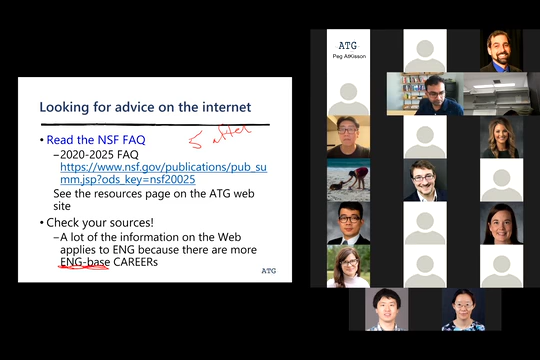 Looking for advice on the internet
• Read the NSF FAQ
–2020-2025 FAQ
https://www.nsf.gov/publications/pub_su
mm.jsp?ods_key=nsf20025
See the resources page on the ATG web
site
• Check your sources!
–A lot of the information on the Web
applies to ENG because there are more
ENG-base CAREERs
ATG
ATG
Peg AtKisson